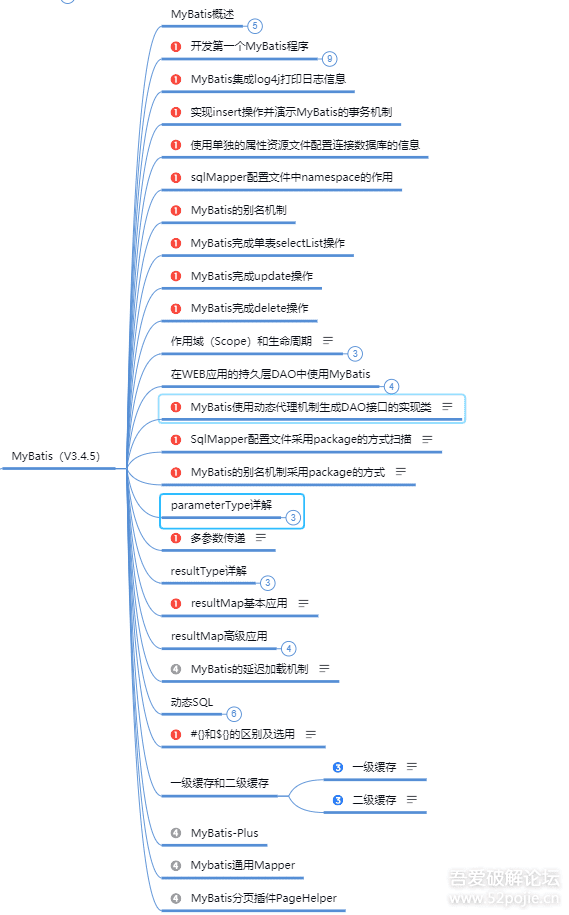 MyBatis（V3.4.5）
MyBatis概述
5
1 开发第一个MyBatis程序
9
1 MyBatis集成log4j打印日志信息
1 实现insert操作并演示MyBatis的事务机制
1 使用单独的属性资源文件配置连接数据库的信息
1 sqlMapper配置文件中namespace的作用
1 MyBatis的别名机制
1 MyBatis完成单表selectList操作
1 MyBatis完成update操作
1 MyBatis完成delete操作
作用域（Scope）和生命周期
3
在WEB应用的持久层DAO中使用MyBatis
4
1 MyBatis使用动态代理机制生成DAO接口的实现类
1 SqlMapper配置文件采用package的方式扫描
1 MyBatis的别名机制采用package的方式
parameterType详解
3
1 多参数传递
resultType详解
3
1 resultMap基本应用
resultMap高级应用
4
4 MyBatis的延迟加载机制
动态SQL
6
1 #{}和${}的区别及选用
一级缓存和二级缓存
3 一级缓存
3 二级缓存
4 MyBatis-Plus
4 Mybatis通用Mapper
4 MyBatis分页插件PageHelper
吾爱破解论坛
www.52pojie.cn